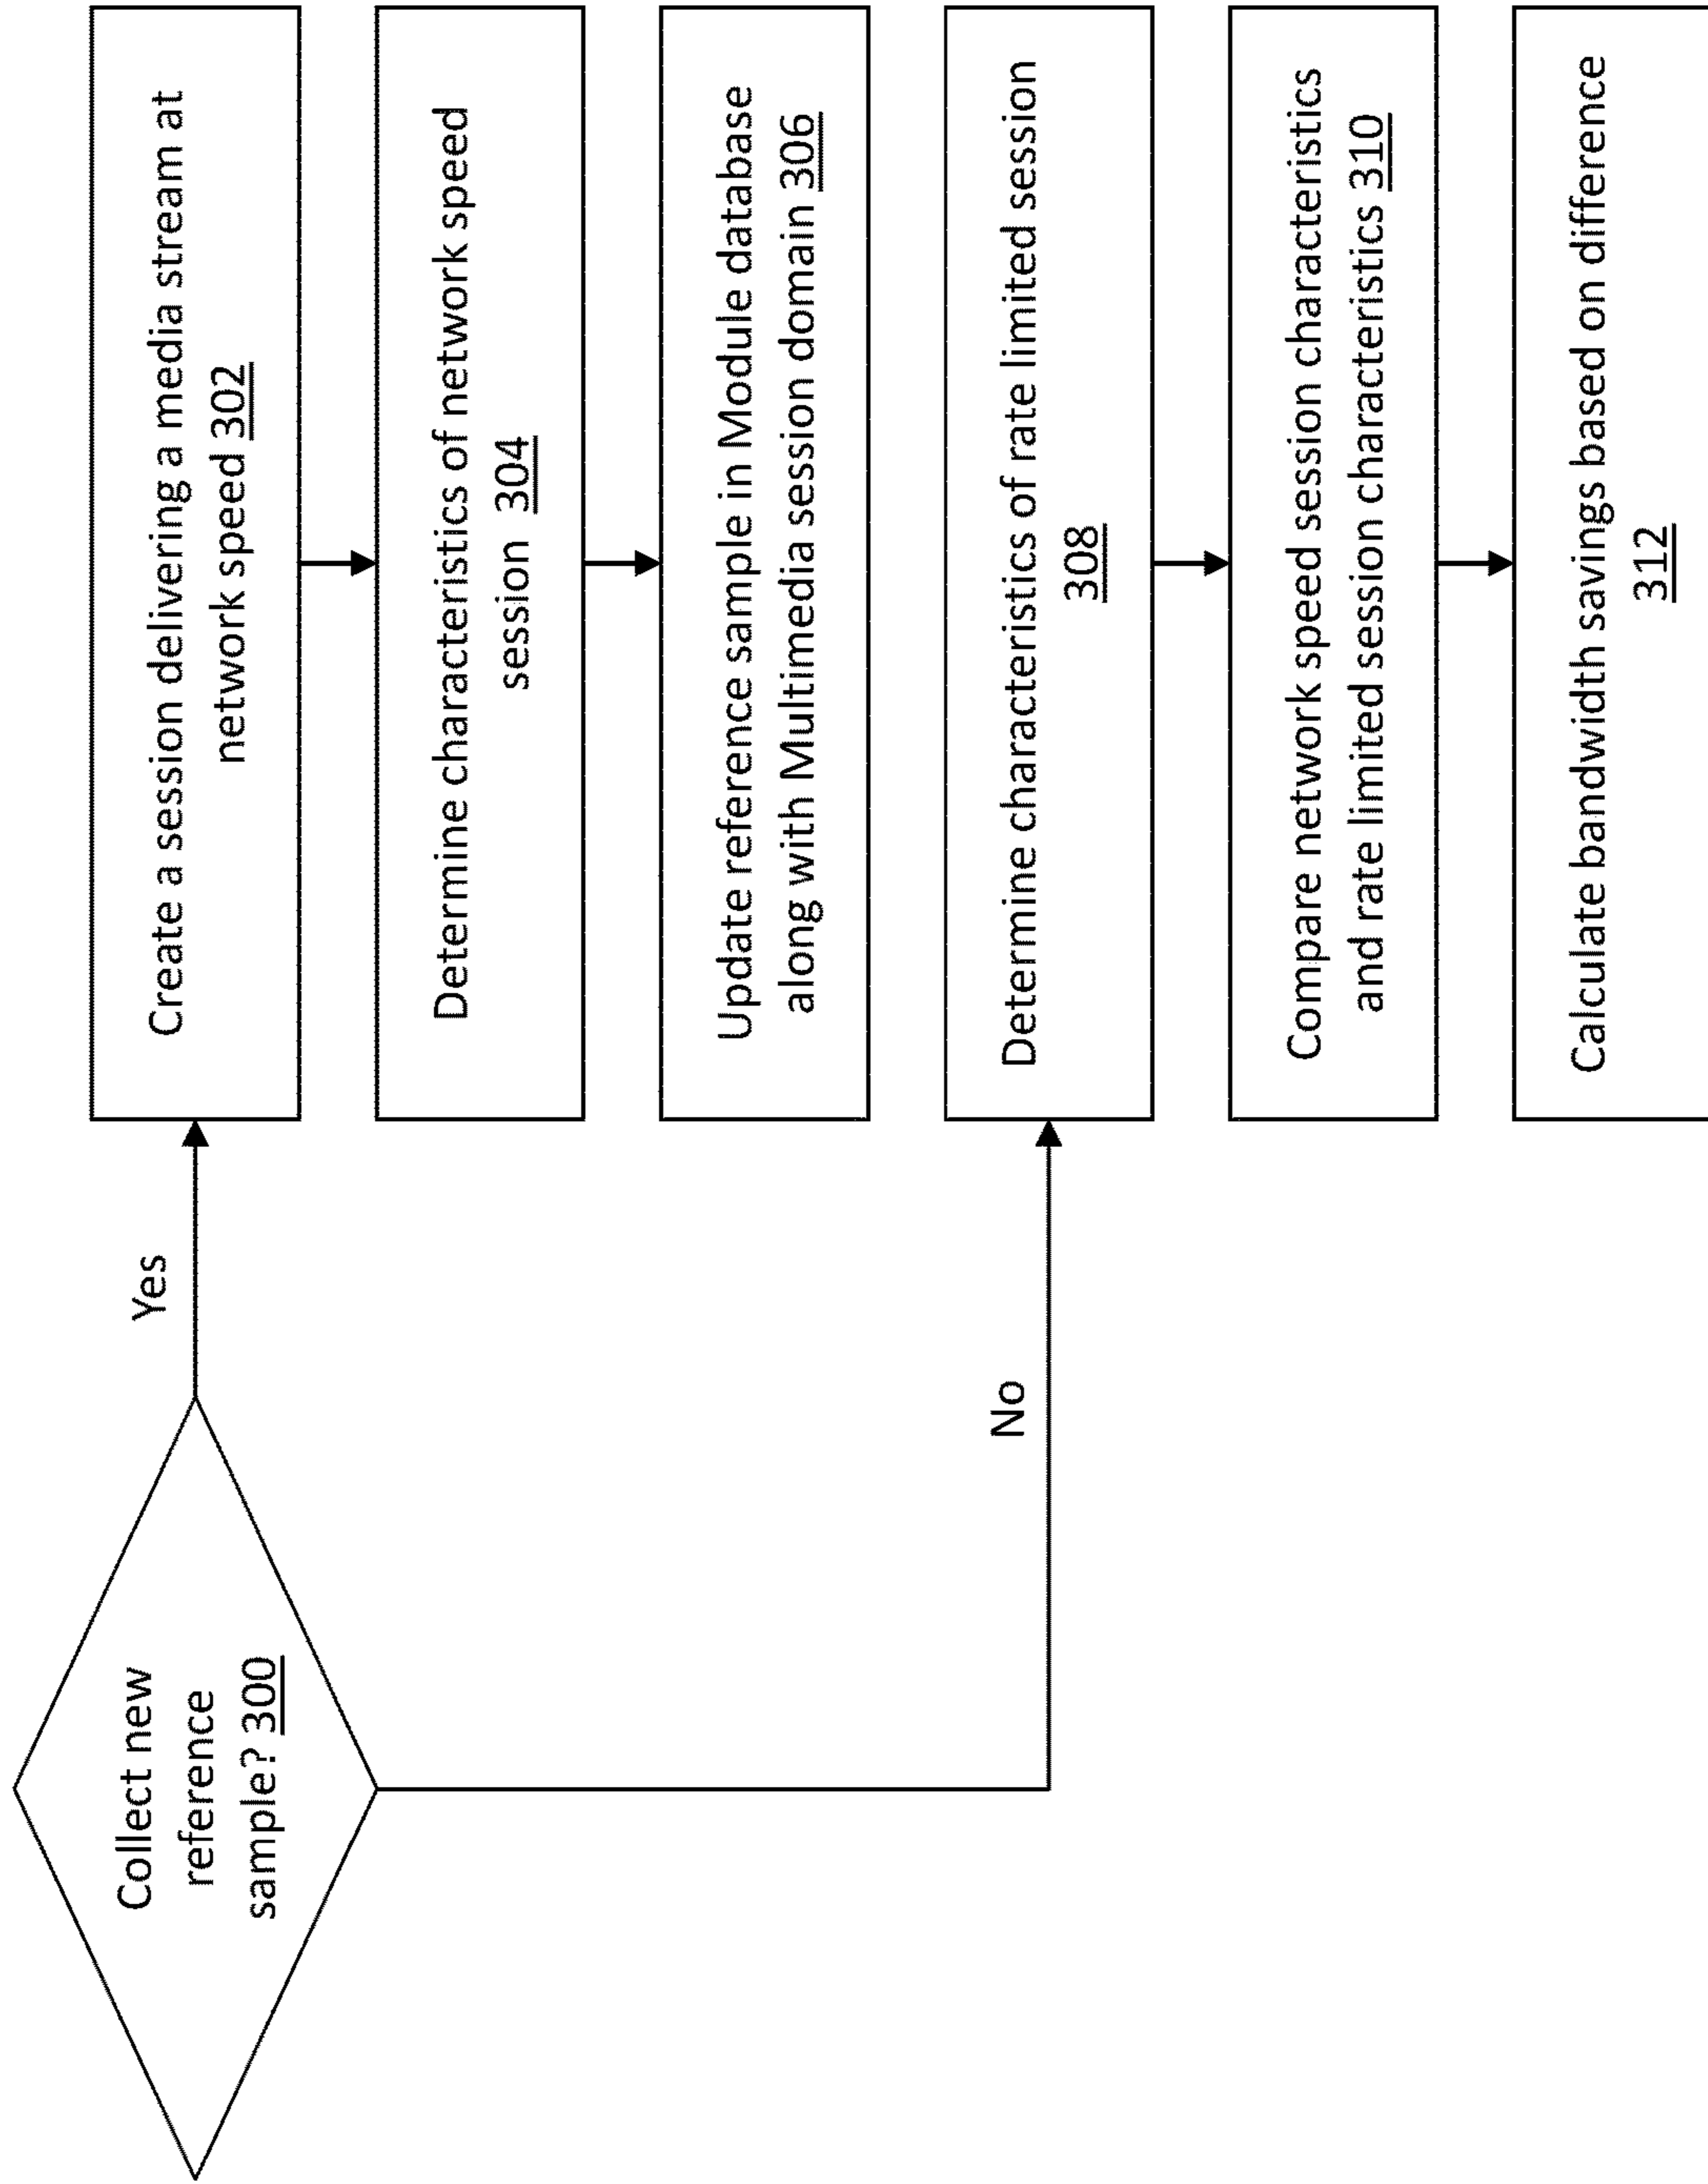 Collect new
reference
sample? 300
Yes
No
Create a session delivering a media stream at
network speed 302
Determine characteristics of network speed
session 304
Update reference sample in Module database
along with Multimedia session domain 306
Determine characteristics of rate limited session
308
Compare network speed session characteristics
and rate limited session characteristics 310
Calculate bandwidth savings based on difference
312